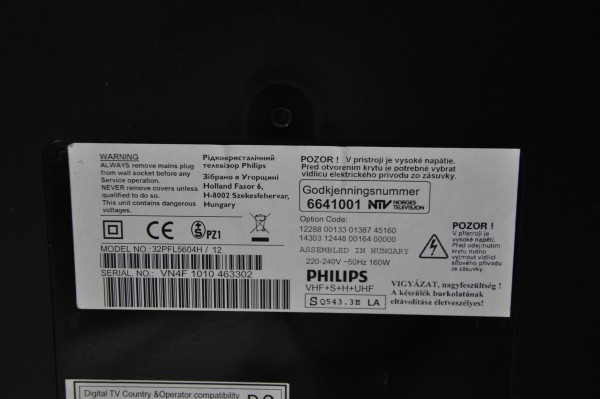 WARNING
ALWAYS remove mains plug
from wall socket before any
Service operation.
NEVER remove covers unless
qualified to do so.
This unit contains dangerous
voltages.
Рідкокристалічний
телевізор Philips
Зібрано в Угорщині
Holland Fasor 6,
H-8002 Szekesfehervar,
Hungary
CE
S PZ1
MODEL NO.:32PFL5604H / 12
SERIAL NO.: VN4F 1010 463302
POZOR ! V přístroji je vysoké napätie.
Pred otvorením krytu je potrebné vybrat
vidlicu elektrického prívodu zo zásuvky.
Godkjenningsnummer
6641001 NTV NORGES
TELEVISJON
Option Code:
12288 00133 01387 45160
14303 12448 00164 00000
ASSEMBLED IN HUNGARY
220-240V ~50Hz 160W
PHILIPS
VHF+S+H+UHF
S Q543.3E LA
POZOR !
V přístroji je
vysoké napětí.
Před odejmutím
krytu nutno
vyjmout vidlici
síťového přívodu
ze zásuvky.
VIGYÁZAT, nagyfeszültség !
A készülék burkolatának
eltávolítása életveszélyes!
Digital TV Country &Operator compatibility